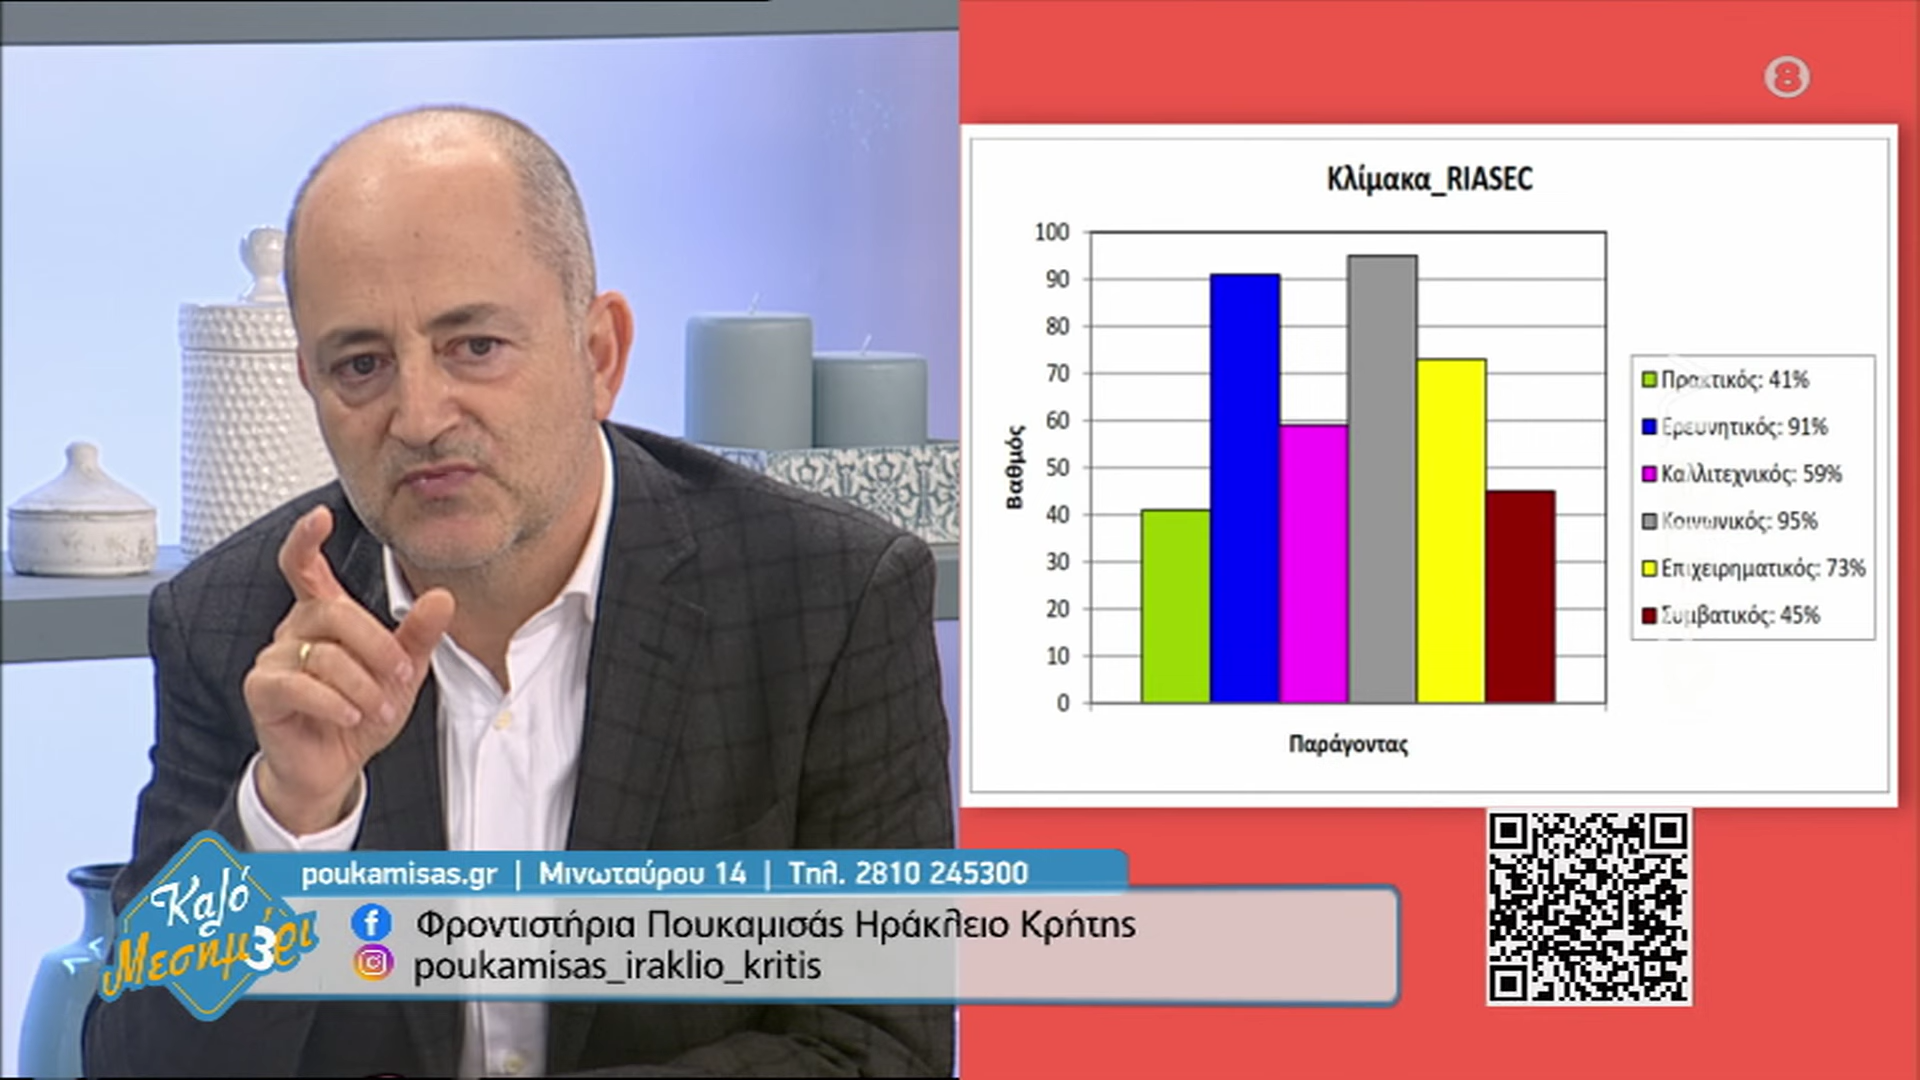 8
Κλίμακα_RIASEC
100
90
80
70
60
50
40
30
20
10
0
Βαθμός
Παράγοντας
Πρακτικός: 41%
Ερευνητικός: 91%
Καλλιτεχνικός: 59%
Κοινωνικός: 95%
Επιχειρηματικός: 73%
Συμβατικός: 45%
poukamisas.gr | Μινωταύρου 14 | Τηλ. 2810 245300
Καλό
Μεσημ3ρι
Φροντιστήρια Πουκαμισάς Ηράκλειο Κρήτης
poukamisas_iraklio_kritis